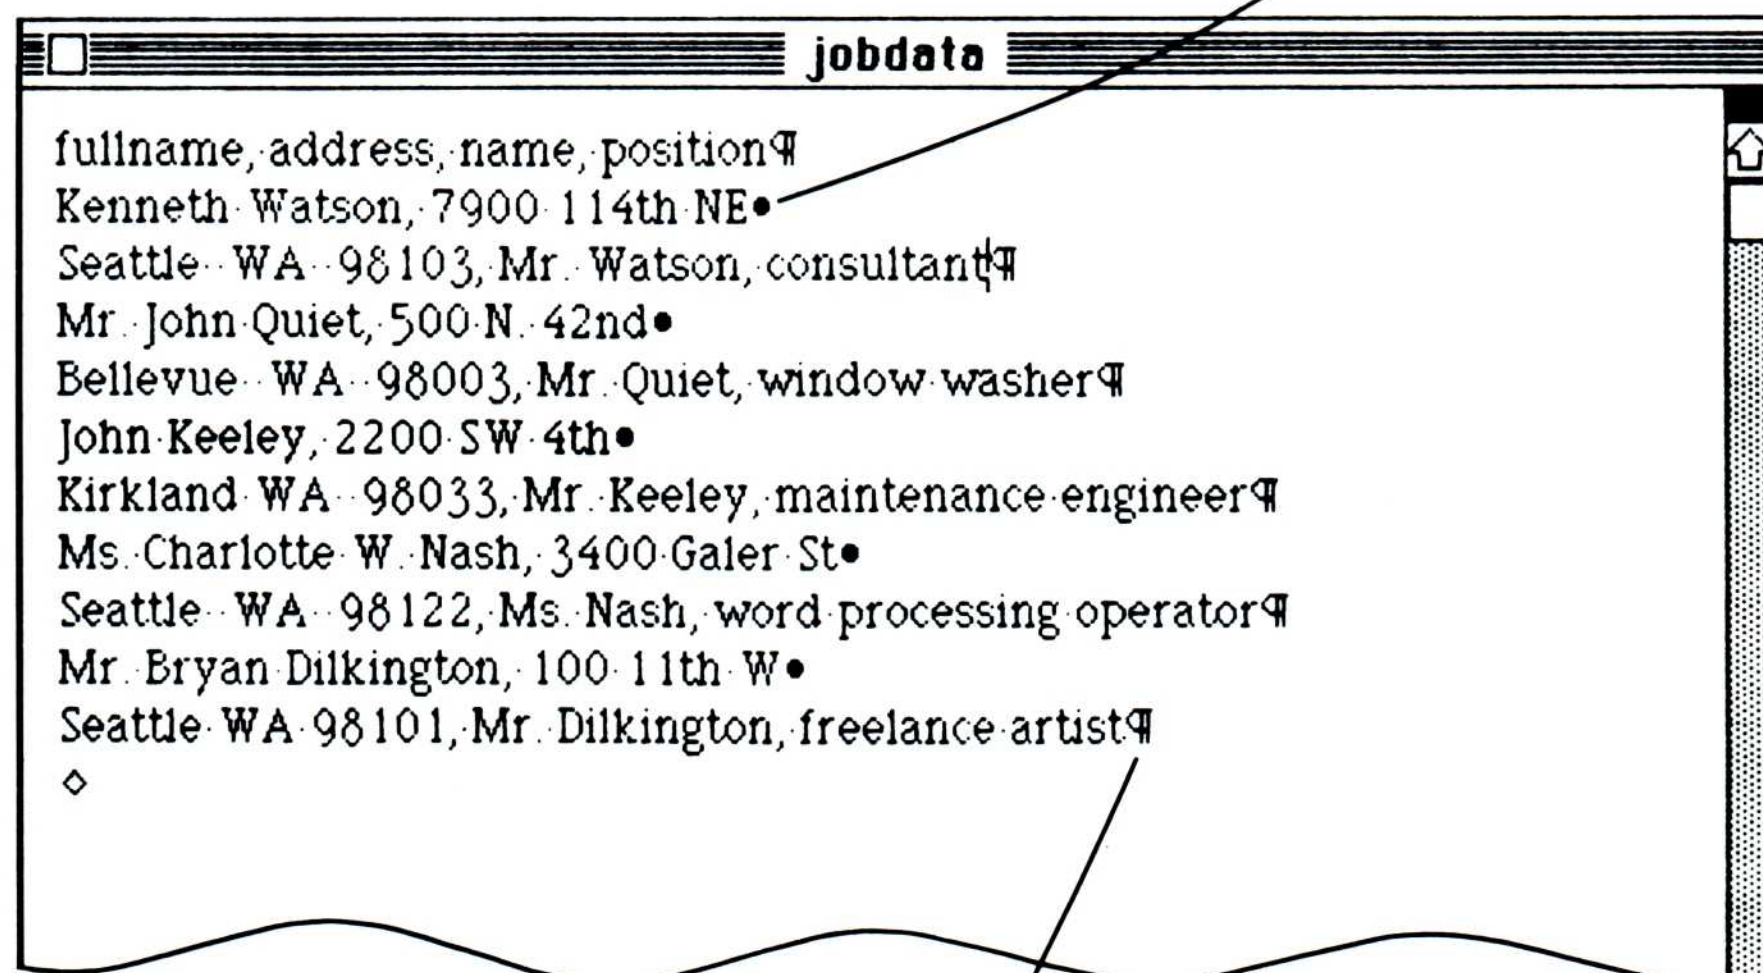 jobdata
fullname, address, name, position¶
Kenneth Watson, 7900 114th NE●
Seattle  WA  98103, Mr. Watson, consultant¶
Mr. John Quiet, 500 N. 42nd●
Bellevue  WA  98003, Mr. Quiet, window washer¶
John Keeley, 2200 SW 4th●
Kirkland WA  98033, Mr. Keeley, maintenance engineer¶
Ms. Charlotte W. Nash, 3400 Galer St●
Seattle  WA  98122, Ms. Nash, word processing operator¶
Mr. Bryan Dilkington, 100 11th W●
Seattle WA 98101, Mr. Dilkington, freelance artist¶
◇